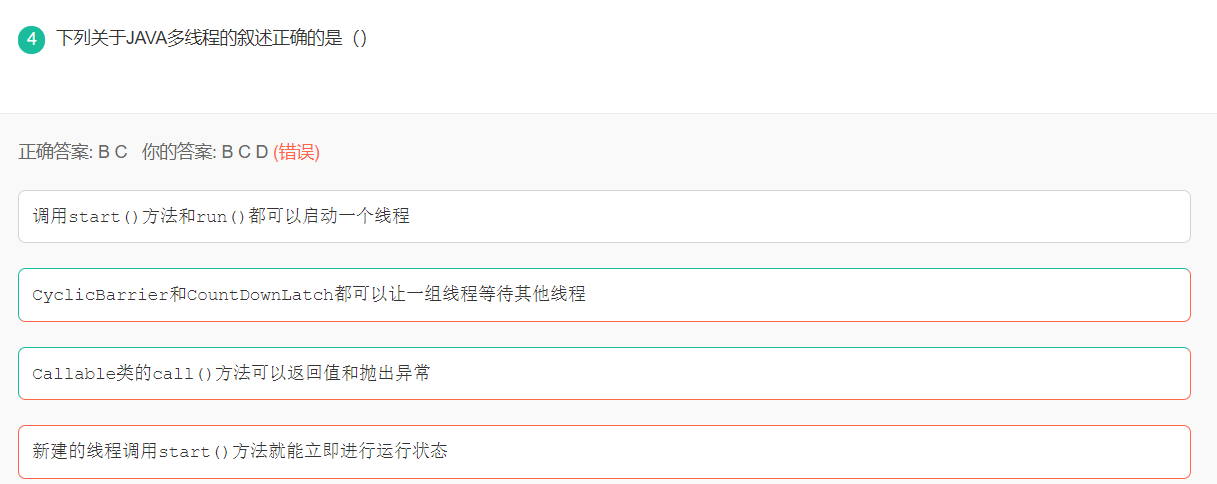 4 下列关于JAVA多线程的叙述正确的是（）
正确答案: B C 你的答案: B C D (错误)
调用start()方法和run()都可以启动一个线程
CyclicBarrier和CountDownLatch都可以让一组线程等待其他线程
Callable类的call()方法可以返回值和抛出异常
新建的线程调用start()方法就能立即进行运行状态